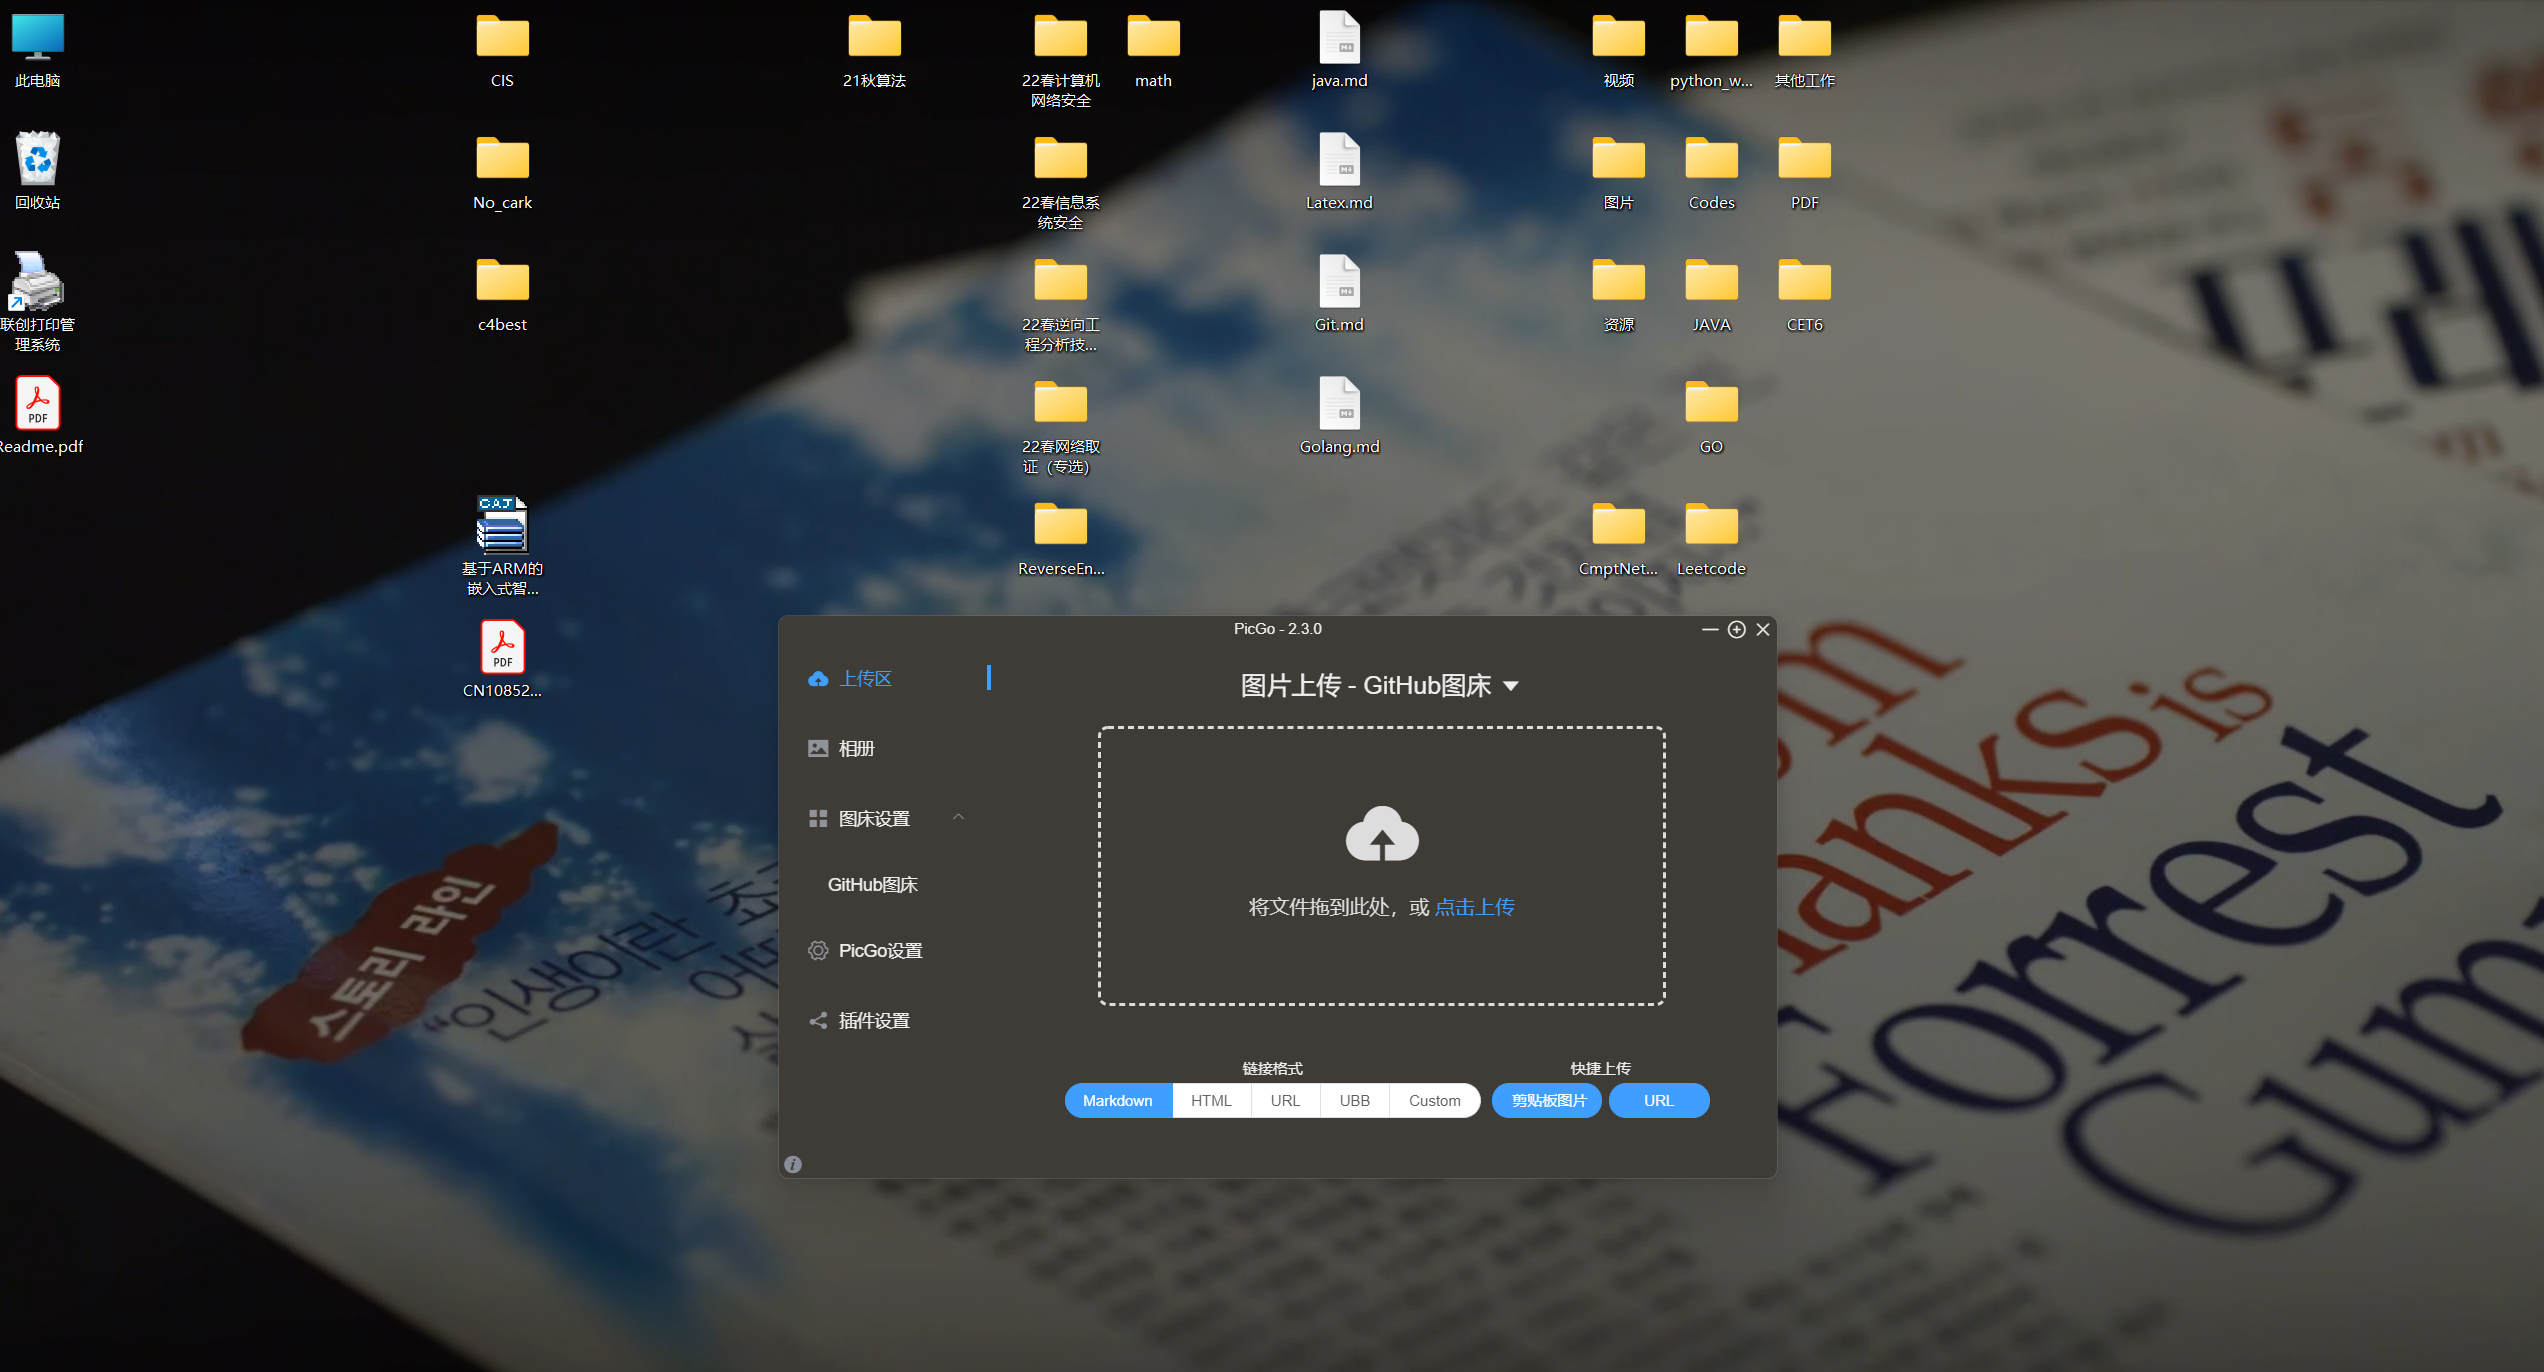 此电脑
CIS
21秋算法
22春计算机
网络安全
math
java.md
视频
python_w...
其他工作
回收站
No_cark
22春信息系
统安全
Latex.md
图片
Codes
PDF
联创打印管
理系统
c4best
22春逆向工
程分析技...
Git.md
资源
JAVA
CET6
PDF
Readme.pdf
22春网络取
证（专选）
Golang.md
GO
CAJ
基于ARM的
嵌入式智...
ReverseEn...
CmptNet...
Leetcode
PDF
CN10852...
PicGo - 2.3.0
上传区
相册
图床设置
GitHub图床
PicGo设置
插件设置
图片上传 - GitHub图床
将文件拖到此处，或 点击上传
链接格式
Markdown
HTML
URL
UBB
Custom
快捷上传
剪贴板图片
URL
스토리 라인
“인생이란
is
Forrest